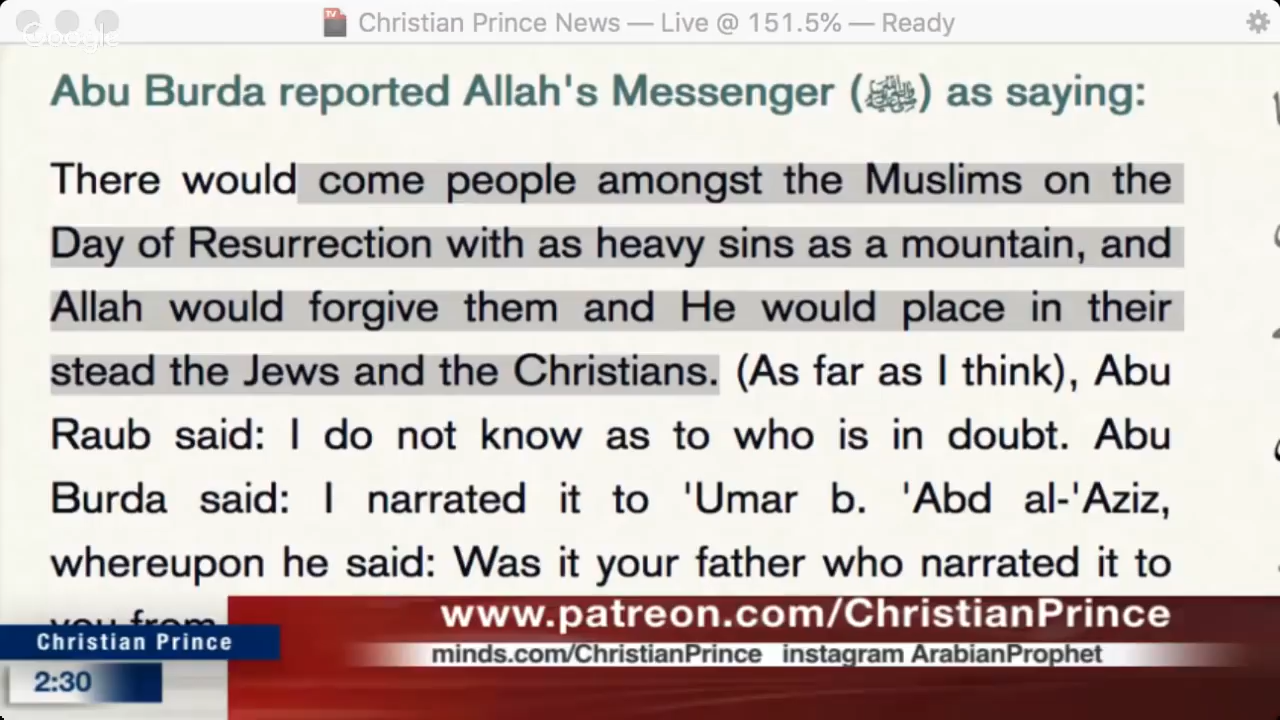 Christian Prince News — Live @ 151.5% — Ready
Google
Abu Burda reported Allah's Messenger (ﷺ) as saying:
There would come people amongst the Muslims on the
Day of Resurrection with as heavy sins as a mountain, and
Allah would forgive them and He would place in their
stead the Jews and the Christians. (As far as I think), Abu
Raub said: I do not know as to who is in doubt. Abu
Burda said: I narrated it to 'Umar b. 'Abd al-'Aziz,
whereupon he said: Was it your father who narrated it to
you from
www.patreon.com/ChristianPrince
Christian Prince
minds.com/ChristianPrince instagram ArabianProphet
2:30